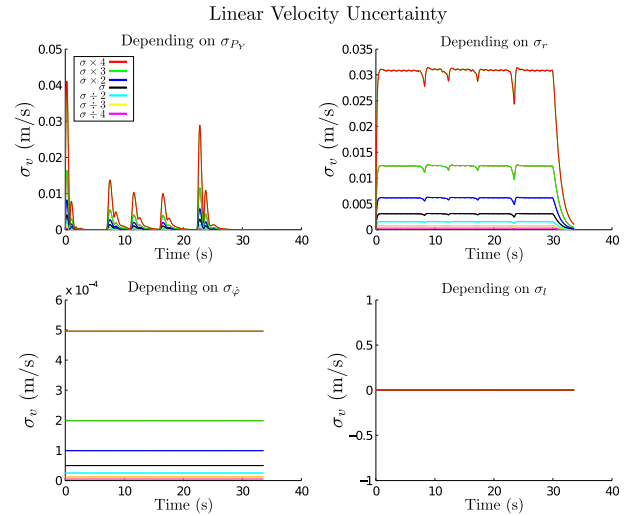 Linear Velocity Uncertainty
Depending on σ_{P_Y}
0.05
0.04
0.03
0.02
0.01
0
0 10 20 30 40
σ_v (m/s)
Time (s)
σ × 4
σ × 3
σ × 2
σ
σ ÷ 2
σ ÷ 3
σ ÷ 4
Depending on σ_r
0.035
0.03
0.025
0.02
0.015
0.01
0.005
0
0 10 20 30 40
σ_v (m/s)
Time (s)
Depending on σ_{φ̇}
6 × 10⁻⁴
5
4
3
2
1
0
0 10 20 30 40
σ_v (m/s)
Time (s)
Depending on σ_l
1
0.5
0
−0.5
−1
0 10 20 30 40
σ_v (m/s)
Time (s)